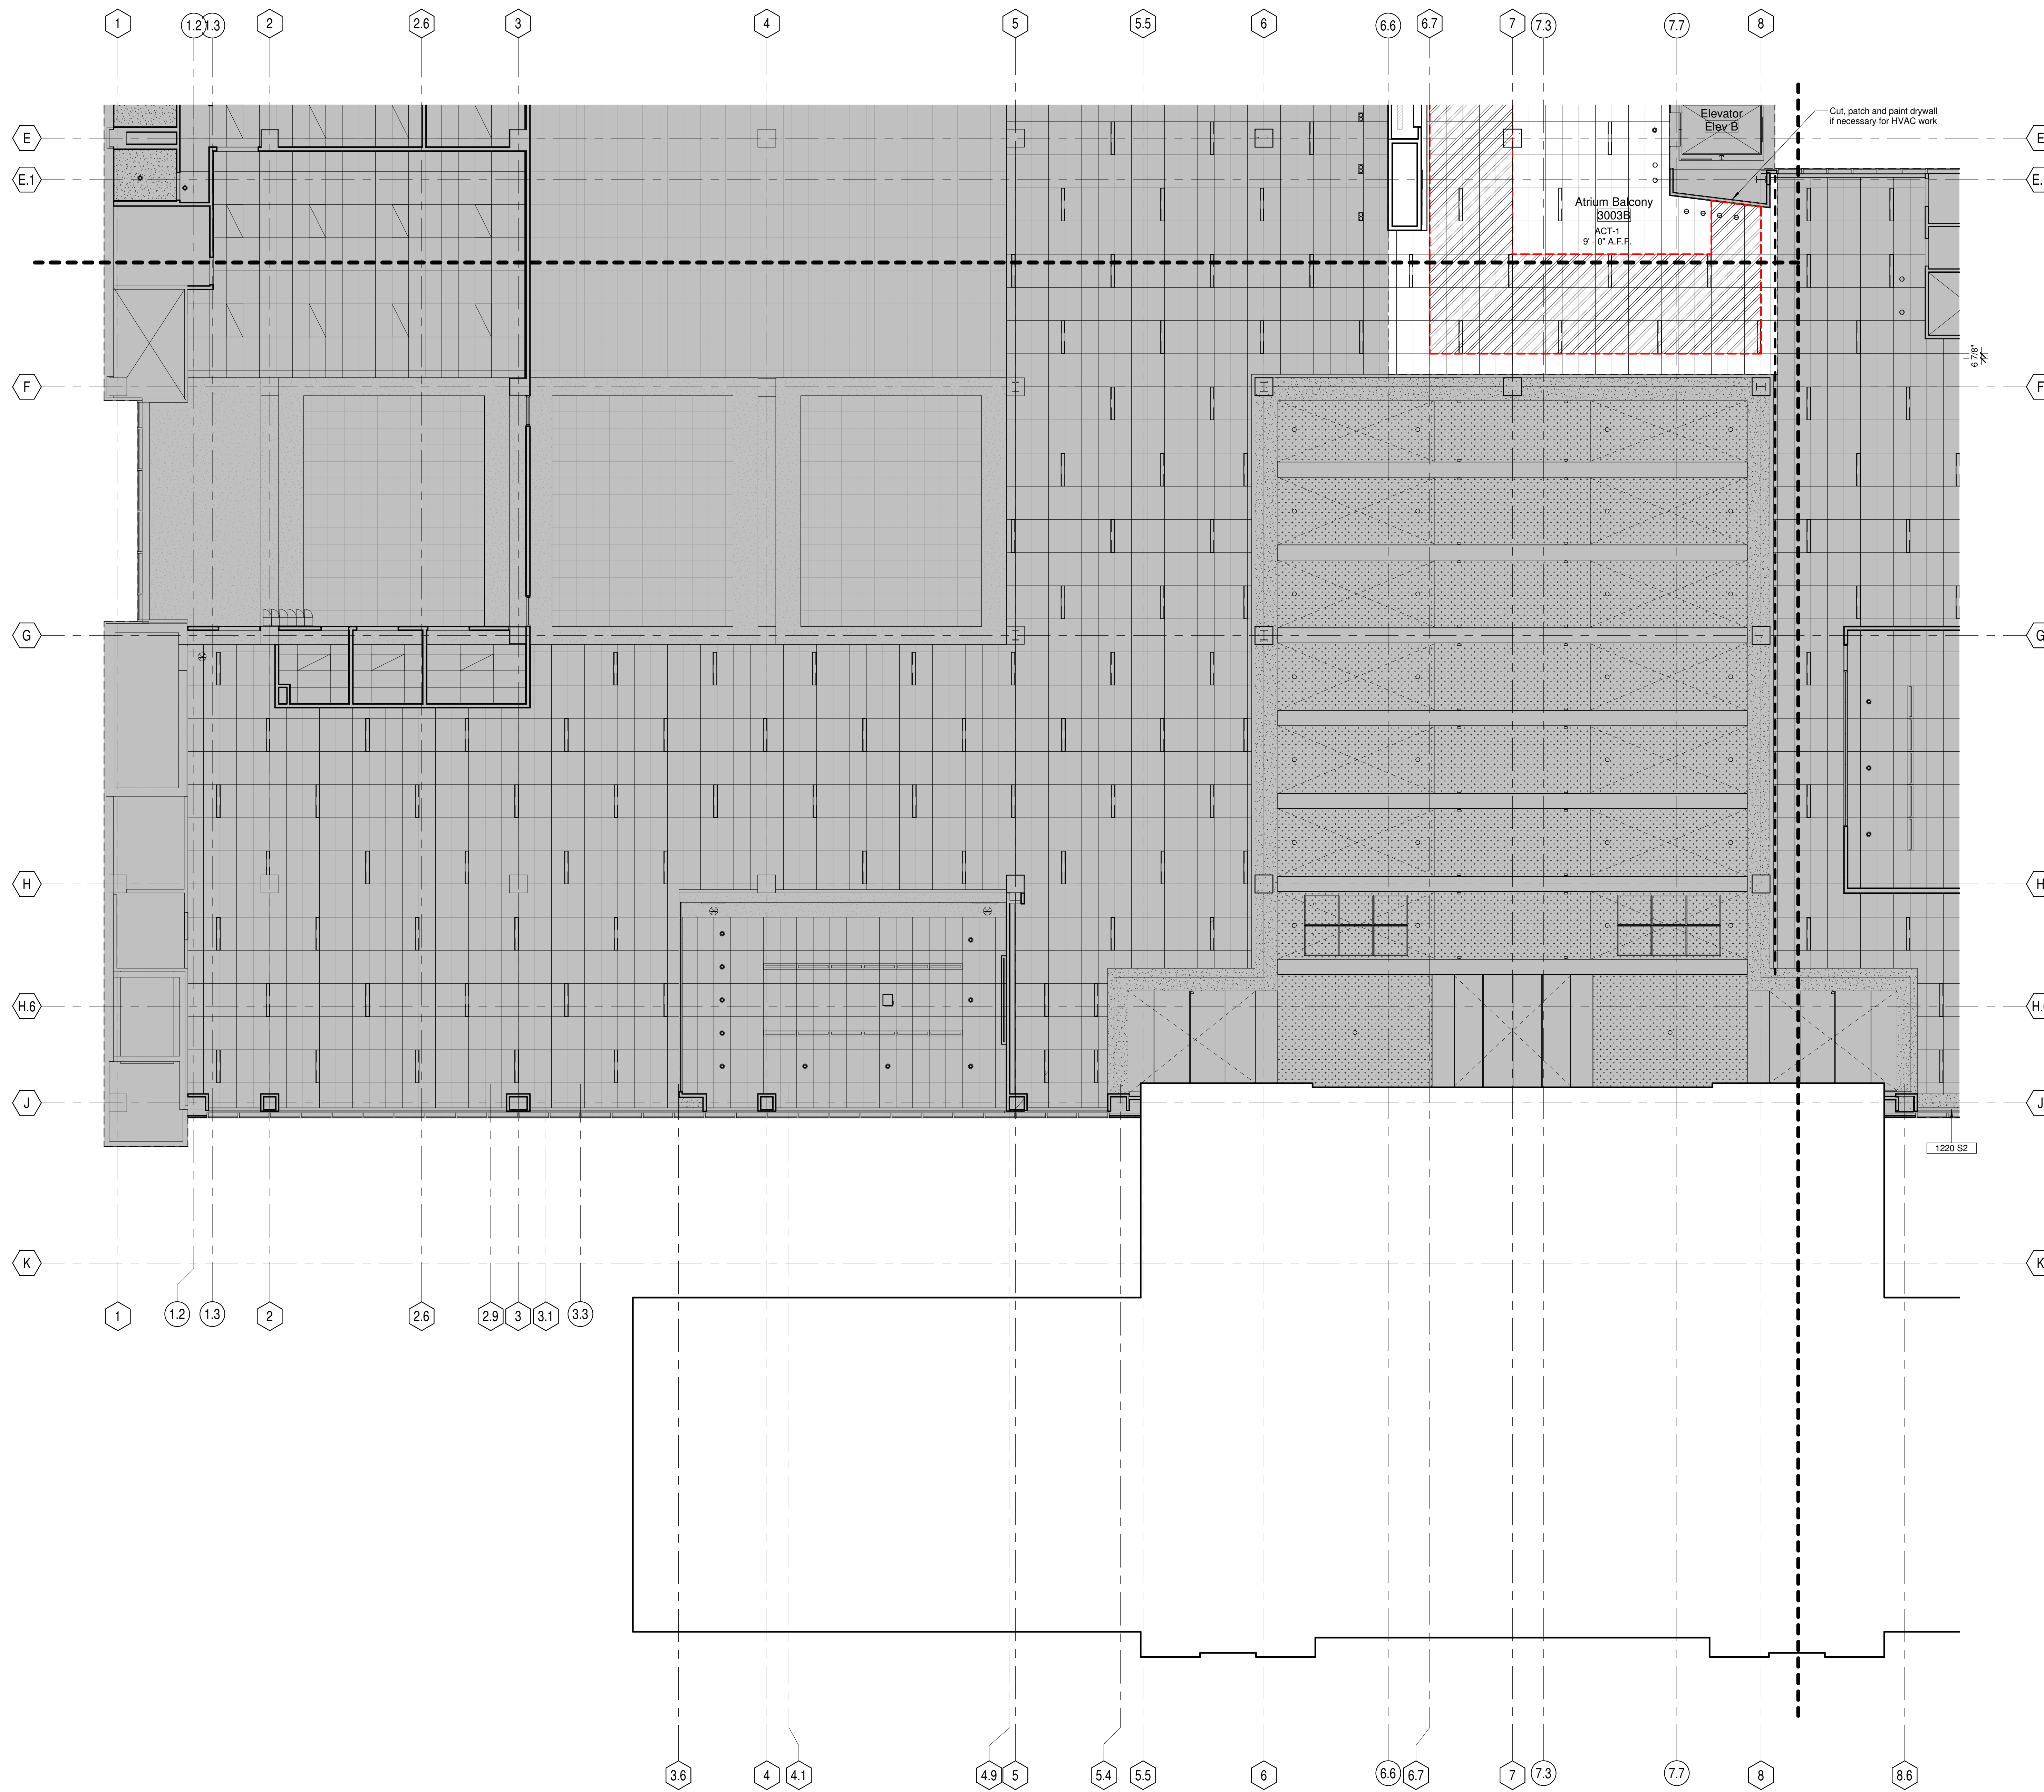 1 1.2 1.3 2 2.6 3 4 5 5.5 6 6.6 6.7 7 7.3 7.7 8
Elevator
Elev B
Cut, patch and paint drywall
if necessary for HVAC work
E E
E.1 E.
Atrium Balcony
3003B
ACT-1
9' - 0" A.F.F.
6 7/8"
F F
G G
H H
H.6 H.
J J
1220 S2
K K
1 1.2 1.3 2 2.6 2.9 3 3.1 3.3
3.6 4 4.1 4.9 5 5.4 5.5 6 6.6 6.7 7 7.3 7.7 8 8.6